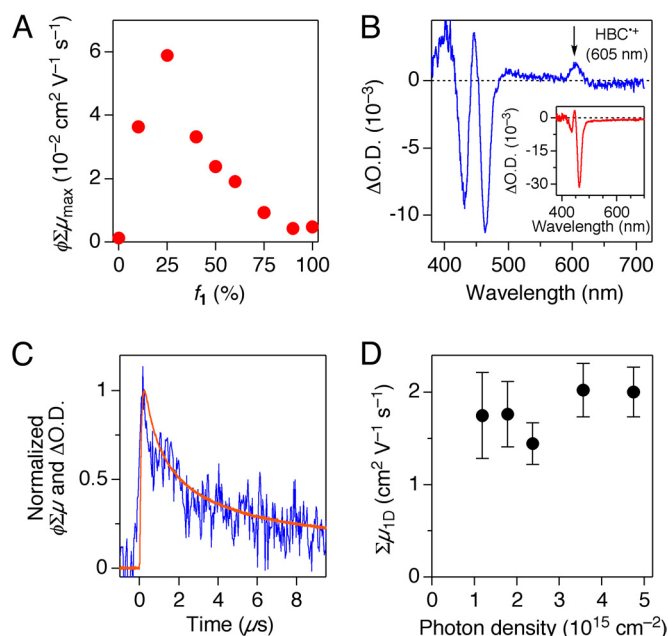 A
ϕΣμmax (10−2 cm2 V−1 s−1)
6
4
2
0
0 25 50 75 100
f1 (%)
B
HBC•+
(605 nm)
ΔO.D. (10−3)
0
-5
-10
400 500 600 700
Wavelength (nm)
ΔO.D. (10−3)
0
-15
-30
400 600
Wavelength (nm)
C
Normalized
ϕΣμ and ΔO.D.
1
0.5
0
0 2 4 6 8
Time (μs)
D
Σμ1D (cm2 V−1 s−1)
2
1
0
0 1 2 3 4 5
Photon density (1015 cm−2)